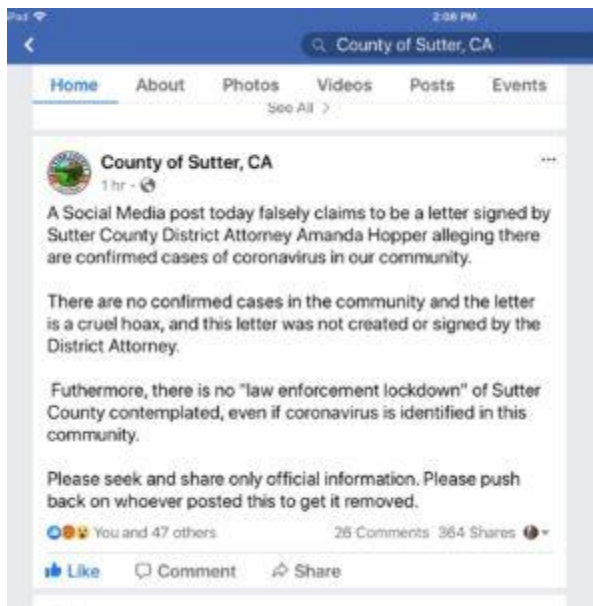 iPad 2:08 PM
County of Sutter, CA
Home About Photos Videos Posts Events
See All >
County of Sutter, CA
1 hr
A Social Media post today falsely claims to be a letter signed by
Sutter County District Attorney Amanda Hopper alleging there
are confirmed cases of coronavirus in our community.
There are no confirmed cases in the community and the letter
is a cruel hoax, and this letter was not created or signed by the
District Attorney.
Futhermore, there is no "law enforcement lockdown" of Sutter
County contemplated, even if coronavirus is identified in this
community.
Please seek and share only official information. Please push
back on whoever posted this to get it removed.
You and 47 others 26 Comments 364 Shares
Like Comment Share